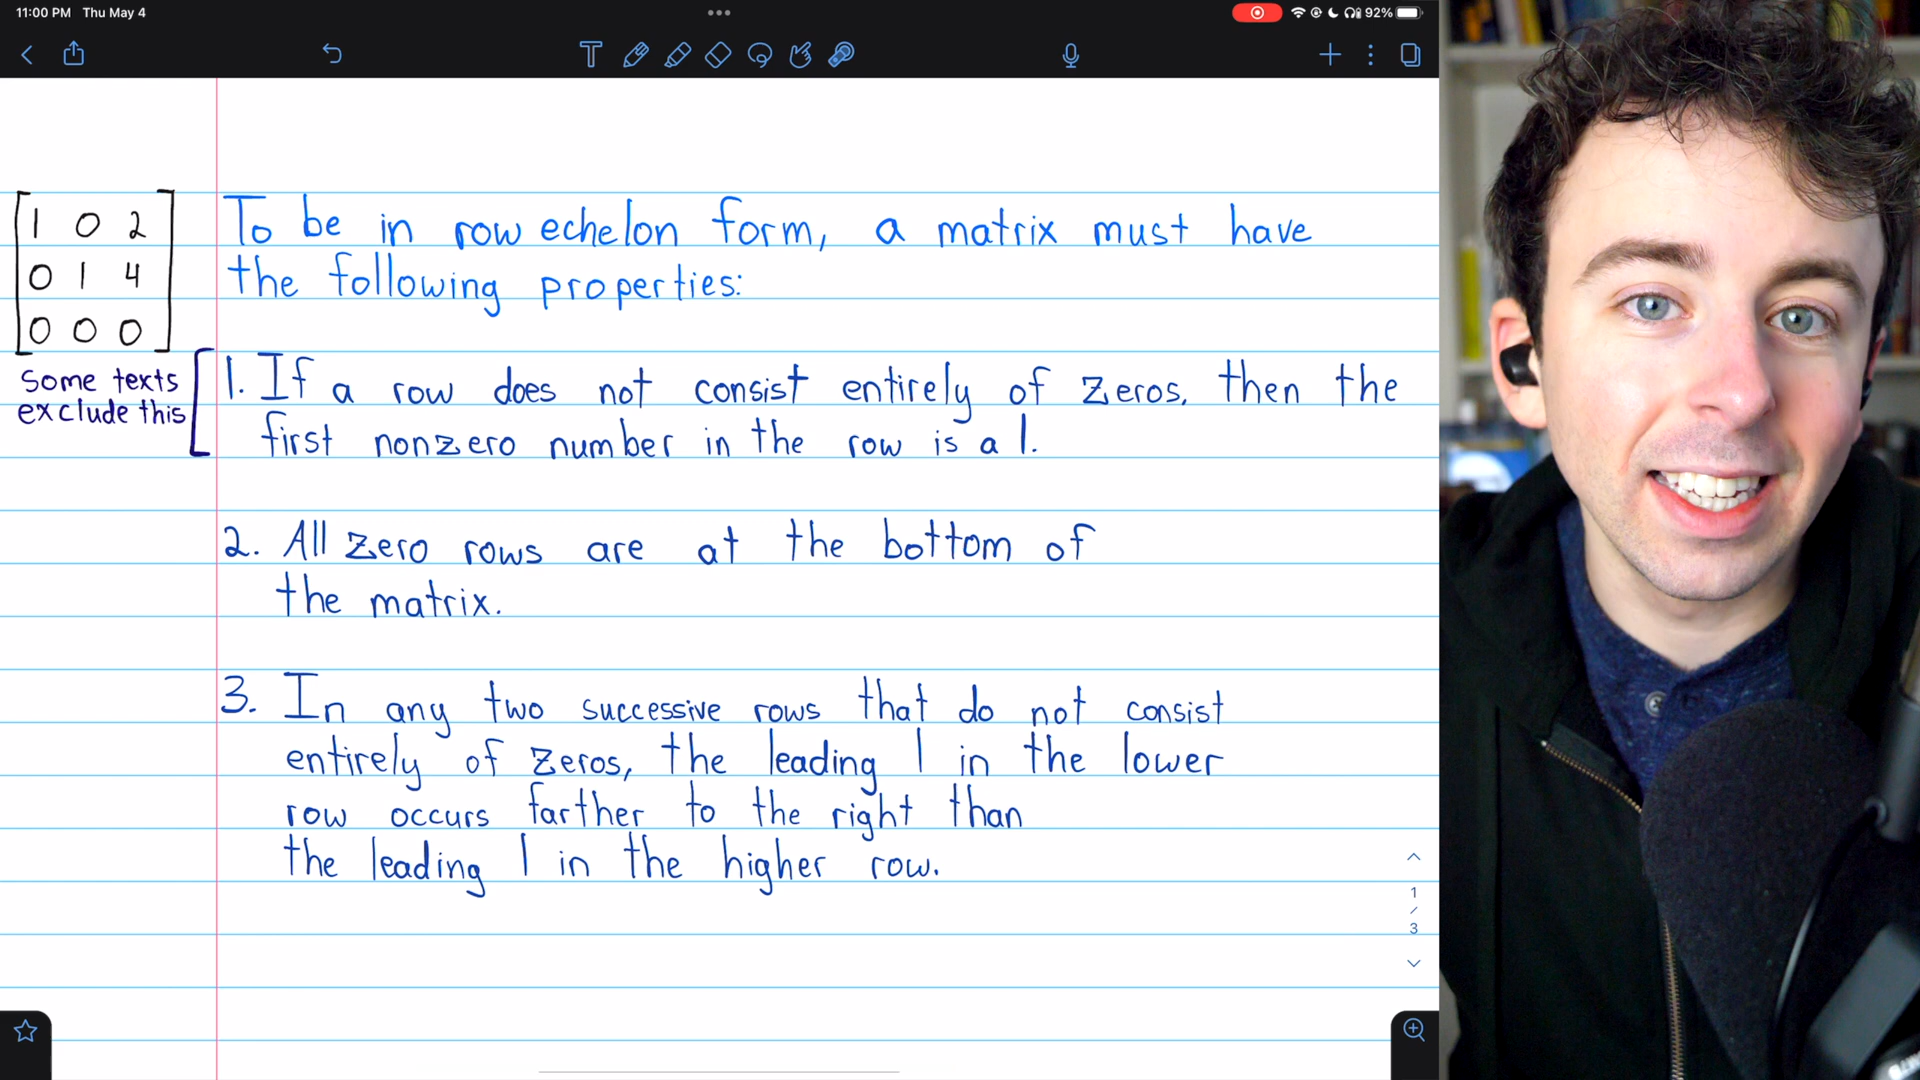 11:00 PM Thu May 4
92%
1 0 2
0 1 4
0 0 0
Some texts
exclude this
To be in row echelon form, a matrix must have
the following properties:
1. If a row does not consist entirely of zeros, then the
first nonzero number in the row is a 1.
2. All zero rows are at the bottom of
the matrix.
3. In any two successive rows that do not consist
entirely of zeros, the leading 1 in the lower
row occurs farther to the right than
the leading 1 in the higher row.
1
/
3